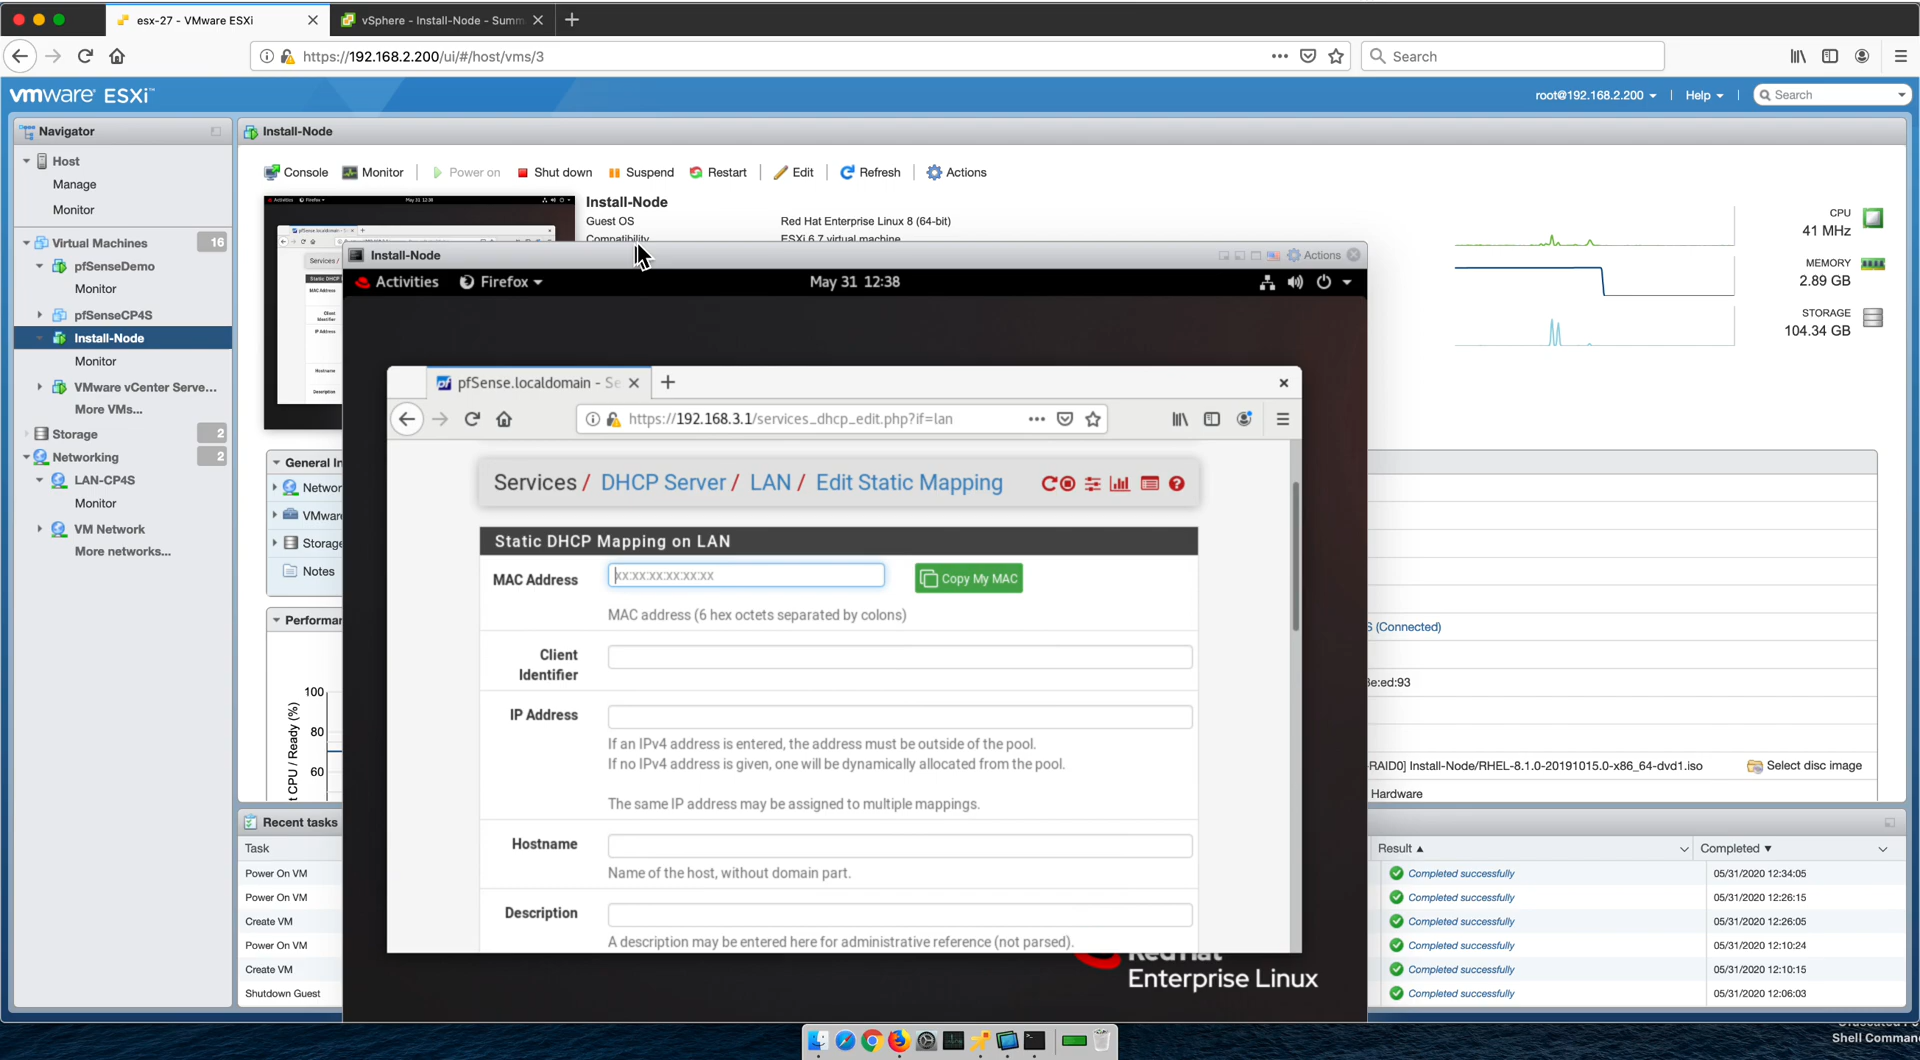 esx-27 - VMware ESXi
vSphere - Install-Node - Summ
https://192.168.2.200/ui/#/host/vms/3
Search
vmware ESXi™
root@192.168.2.200
Help
Search
Navigator
Install-Node
Host
Manage
Monitor
Virtual Machines
16
pfSenseDemo
Monitor
pfSenseCP4S
Install-Node
Monitor
VMware vCenter Serve...
More VMs...
Storage
2
Networking
2
LAN-CP4S
Monitor
VM Network
More networks...
Console
Monitor
Power on
Shut down
Suspend
Restart
Edit
Refresh
Actions
Install-Node
Guest OS
Red Hat Enterprise Linux 8 (64-bit)
Compatibility
ESXi 6.7 virtual machine
CPU
41 MHz
MEMORY
2.89 GB
STORAGE
104.34 GB
Install-Node
Actions
Activities
Firefox
May 31 12:38
pfSense.localdomain - Se
https://192.168.3.1/services_dhcp_edit.php?if=lan
Services / DHCP Server / LAN / Edit Static Mapping
Static DHCP Mapping on LAN
MAC Address
xx:xx:xx:xx:xx:xx
Copy My MAC
MAC address (6 hex octets separated by colons)
Client
Identifier
IP Address
If an IPv4 address is entered, the address must be outside of the pool.
If no IPv4 address is given, one will be dynamically allocated from the pool.
The same IP address may be assigned to multiple mappings.
Hostname
Name of the host, without domain part.
Description
A description may be entered here for administrative reference (not parsed).
Red Hat
Enterprise Linux
General In
Networ
VMware
Storage
Notes
Performan
100
80
60
t CPU / Ready (%)
S (Connected)
3e:ed:93
RAID0] Install-Node/RHEL-8.1.0-20191015.0-x86_64-dvd1.iso
Select disc image
Hardware
Recent tasks
Task
Result
Completed
Power On VM
Completed successfully
05/31/2020 12:34:05
Power On VM
Completed successfully
05/31/2020 12:26:15
Create VM
Completed successfully
05/31/2020 12:26:05
Power On VM
Completed successfully
05/31/2020 12:10:24
Create VM
Completed successfully
05/31/2020 12:10:15
Shutdown Guest
Completed successfully
05/31/2020 12:06:03
Shell Comman